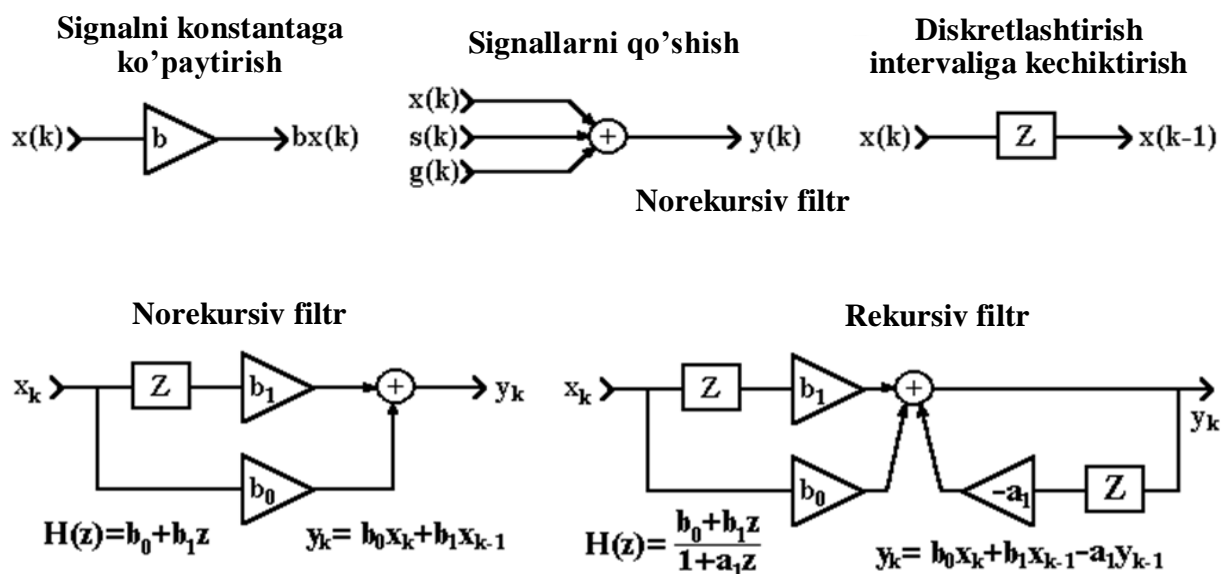 Signalni konstantaga
ko’paytirish
Signallarni qo’shish
Diskretlashtirish
intervaliga kechiktirish
x(k) b bx(k)
x(k)
s(k) + y(k)
g(k)
x(k) Z x(k-1)
Norekursiv filtr
Norekursiv filtr
xₖ Z b₁ + yₖ
b₀
H(z)=b₀+b₁z yₖ= b₀xₖ+b₁xₖ₋₁
Rekursiv filtr
xₖ Z b₁ + yₖ
b₀ -a₁ Z
H(z)= b₀+b₁z
1+a₁z
yₖ= b₀xₖ+b₁xₖ₋₁-a₁yₖ₋₁